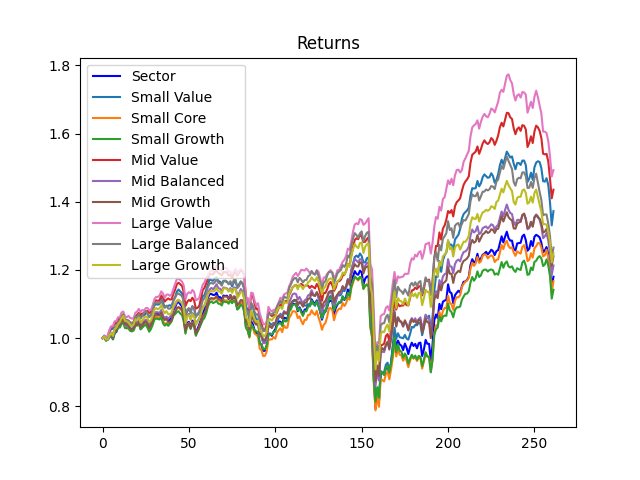 Returns
1.8
1.6
1.4
1.2
1.0
0.8
Sector
Small Value
Small Core
Small Growth
Mid Value
Mid Balanced
Mid Growth
Large Value
Large Balanced
Large Growth
0 50 100 150 200 250